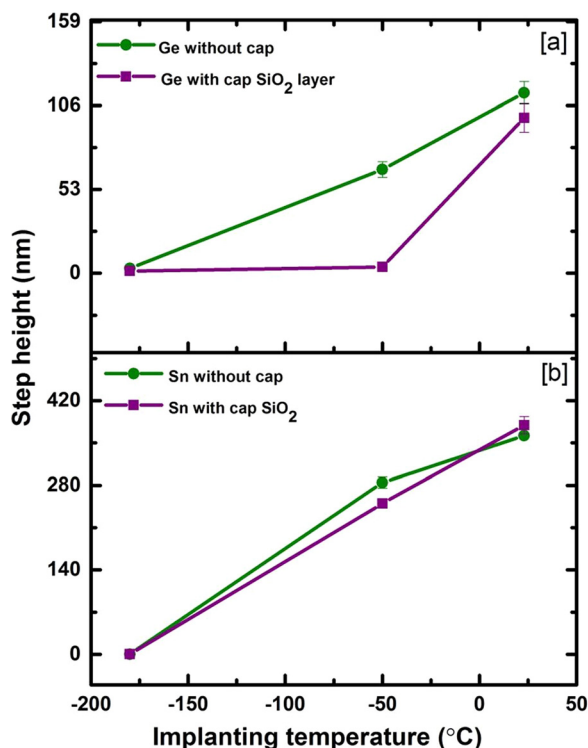 159
[a]
Ge without cap
Ge with cap SiO₂ layer
106
53
0
Step height (nm)
[b]
Sn without cap
Sn with cap SiO₂
420
280
140
0
-200 -150 -100 -50 0 50
Implanting temperature (°C)